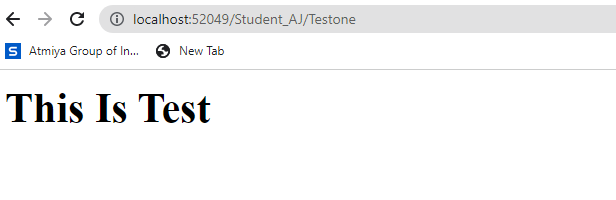 localhost:52049/Student_AJ/Testone
S Atmiya Group of In... New Tab
This Is Test